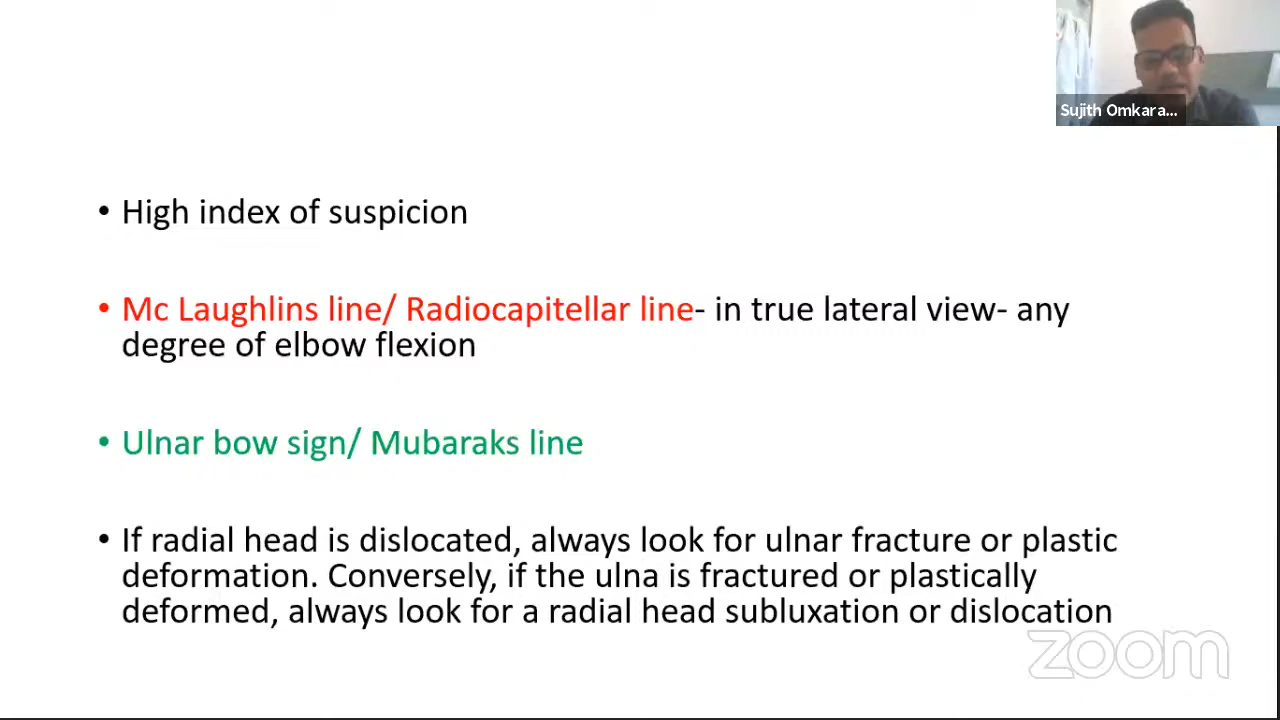 Sujith Omkara...
• High index of suspicion
• Mc Laughlins line/ Radiocapitellar line- in true lateral view- any
degree of elbow flexion
• Ulnar bow sign/ Mubaraks line
• If radial head is dislocated, always look for ulnar fracture or plastic
deformation. Conversely, if the ulna is fractured or plastically
deformed, always look for a radial head subluxation or dislocation
zoom